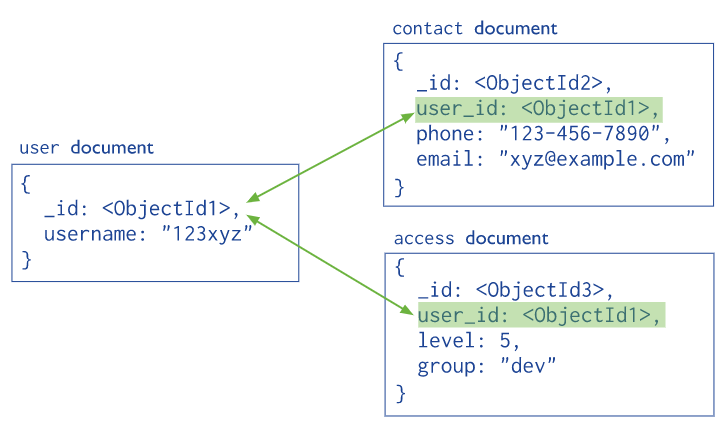 user document
{
_id: <ObjectId1>,
username: "123xyz"
}
contact document
{
_id: <ObjectId2>,
user_id: <ObjectId1>,
phone: "123-456-7890",
email: "xyz@example.com"
}
access document
{
_id: <ObjectId3>,
user_id: <ObjectId1>,
level: 5,
group: "dev"
}